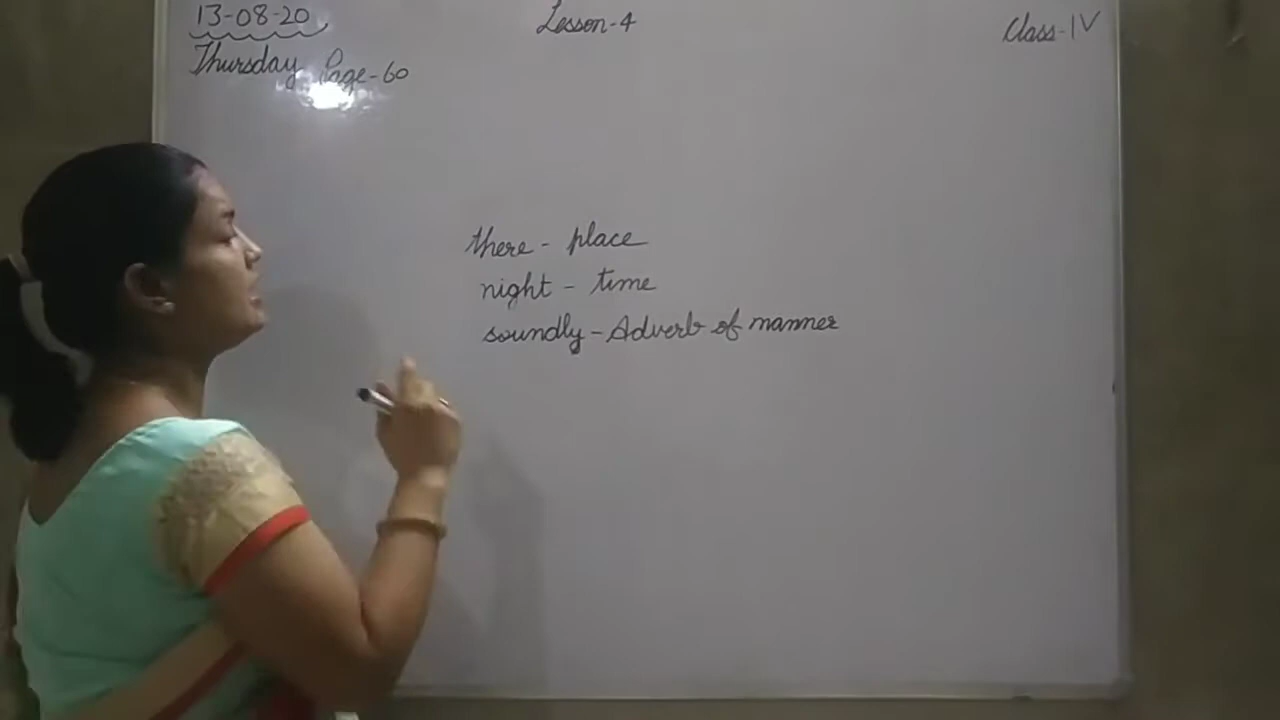 13-08-20
Lesson-4
Class-IV
Thursday Page-60
there - place
night - time
soundly - Adverb of manner